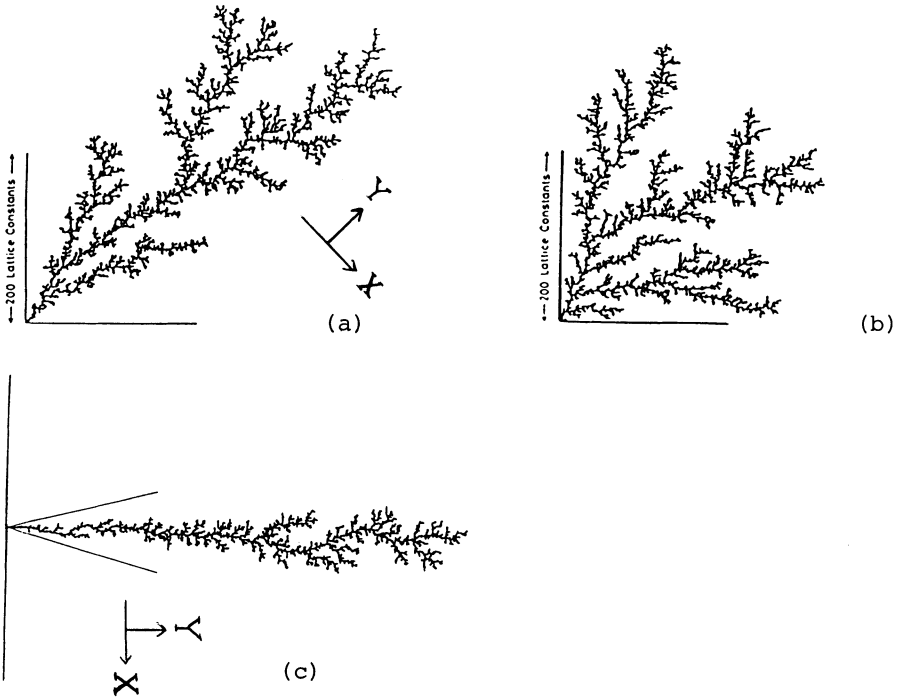 ←200 Lattice Constants→
Y
X
(a)
←200 Lattice Constants→
(b)
Y
X
(c)